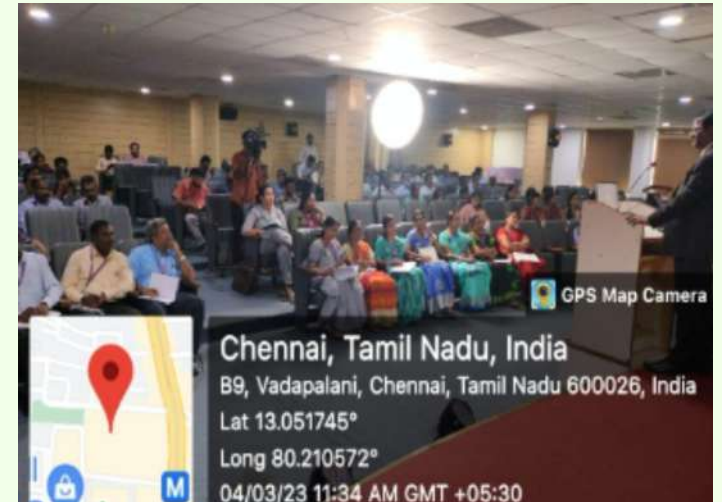 GPS Map Camera
Chennai, Tamil Nadu, India
B9, Vadapalani, Chennai, Tamil Nadu 600026, India
Lat 13.051745°
Long 80.210572°
04/03/23 11:34 AM GMT +05:30
M